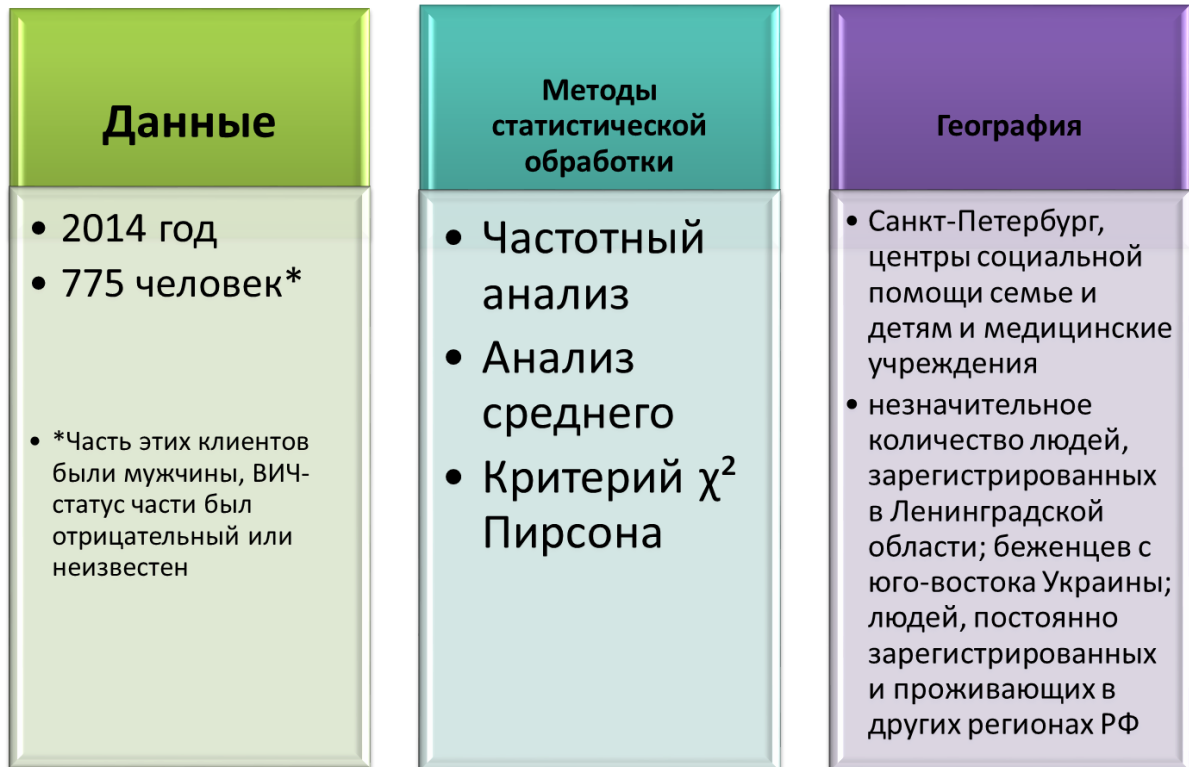 Данные
• 2014 год
• 775 человек*
• *Часть этих клиентов
были мужчины, ВИЧ-
статус части был
отрицательный или
неизвестен
Методы
статистической
обработки
• Частотный
анализ
• Анализ
среднего
• Критерий χ²
Пирсона
География
• Санкт-Петербург,
центры социальной
помощи семье и
детям и медицинские
учреждения
• незначительное
количество людей,
зарегистрированных
в Ленинградской
области; беженцев с
юго-востока Украины;
людей, постоянно
зарегистрированных
и проживающих в
других регионах РФ